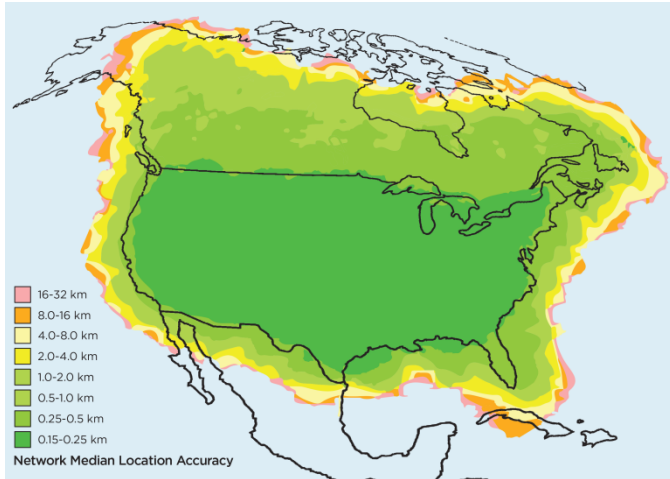 16-32 km
8.0-16 km
4.0-8.0 km
2.0-4.0 km
1.0-2.0 km
0.5-1.0 km
0.25-0.5 km
0.15-0.25 km
Network Median Location Accuracy